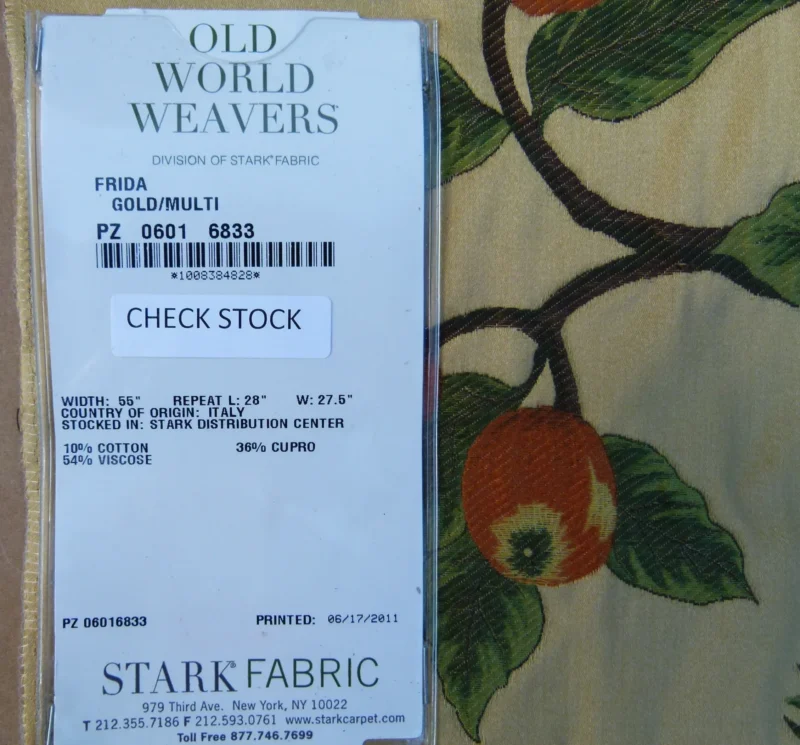 OLD
WORLD
WEAVERS
DIVISION OF STARK® FABRIC
FRIDA
GOLD/MULTI
PZ 0601 6833
*1008384828*
CHECK STOCK
WIDTH: 55" REPEAT L: 28" W: 27.5"
COUNTRY OF ORIGIN: ITALY
STOCKED IN: STARK DISTRIBUTION CENTER
10% COTTON 36% CUPRO
54% VISCOSE
PZ 06016833 PRINTED: 06/17/2011
STARK® FABRIC
979 Third Ave. New York, NY 10022
T 212.355.7186 F 212.593.0761 www.starkcarpet.com
Toll Free 877.746.7699